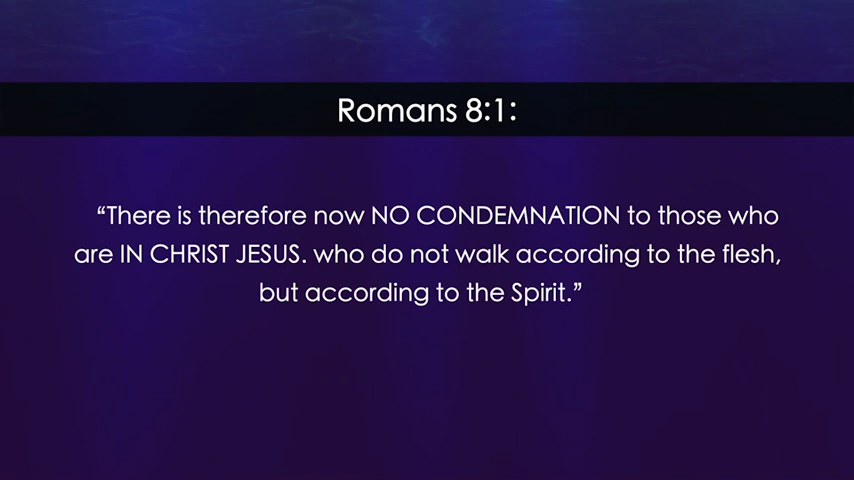 Romans 8:1:
“There is therefore now NO CONDEMNATION to those who
are IN CHRIST JESUS. who do not walk according to the flesh,
but according to the Spirit.”